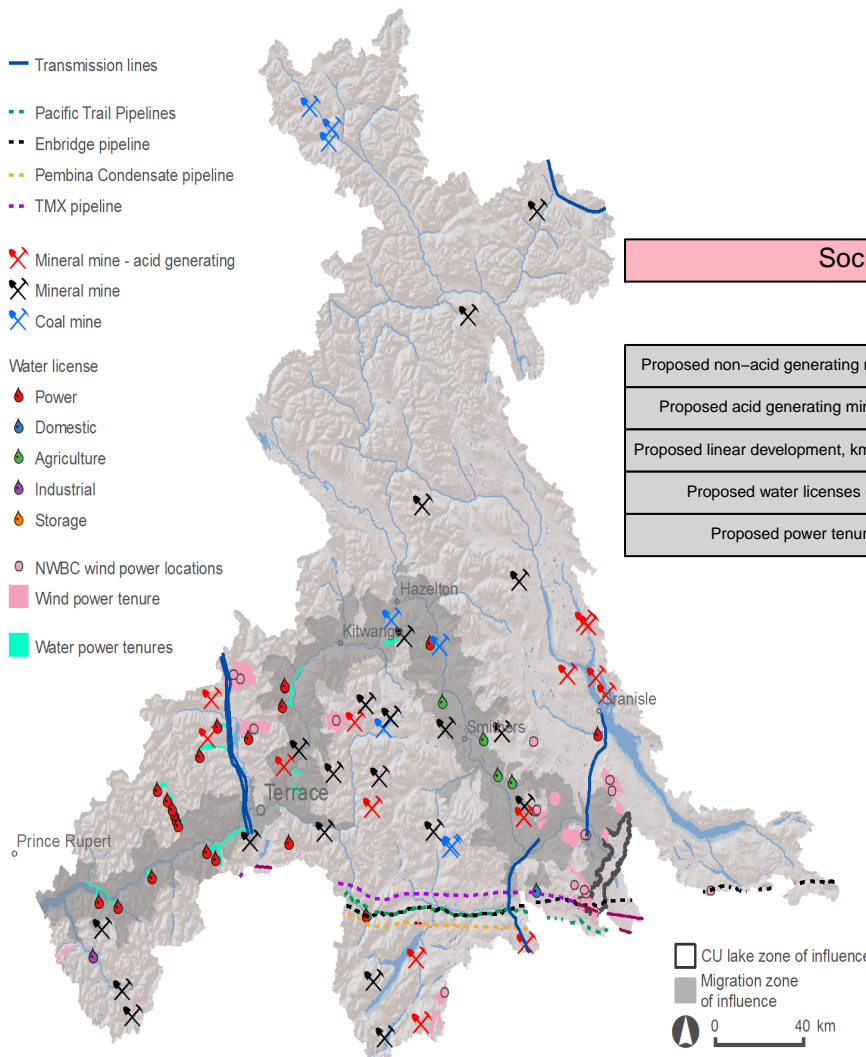 Transmission lines
Pacific Trail Pipelines
Enbridge pipeline
Pembina Condensate pipeline
TMX pipeline
Mineral mine - acid generating
Mineral mine
Coal mine
Water license
Power
Domestic
Agriculture
Industrial
Storage
NWBC wind power locations
Wind power tenure
Water power tenures
Soc
Proposed non−acid generating
Proposed acid generating
Proposed linear development, km
Proposed water licenses
Proposed power
Hazelton
Kitwanga
Granisle
Smithers
Terrace
Prince Rupert
CU lake zone of influence
Migration zone
of influence
0 40 km